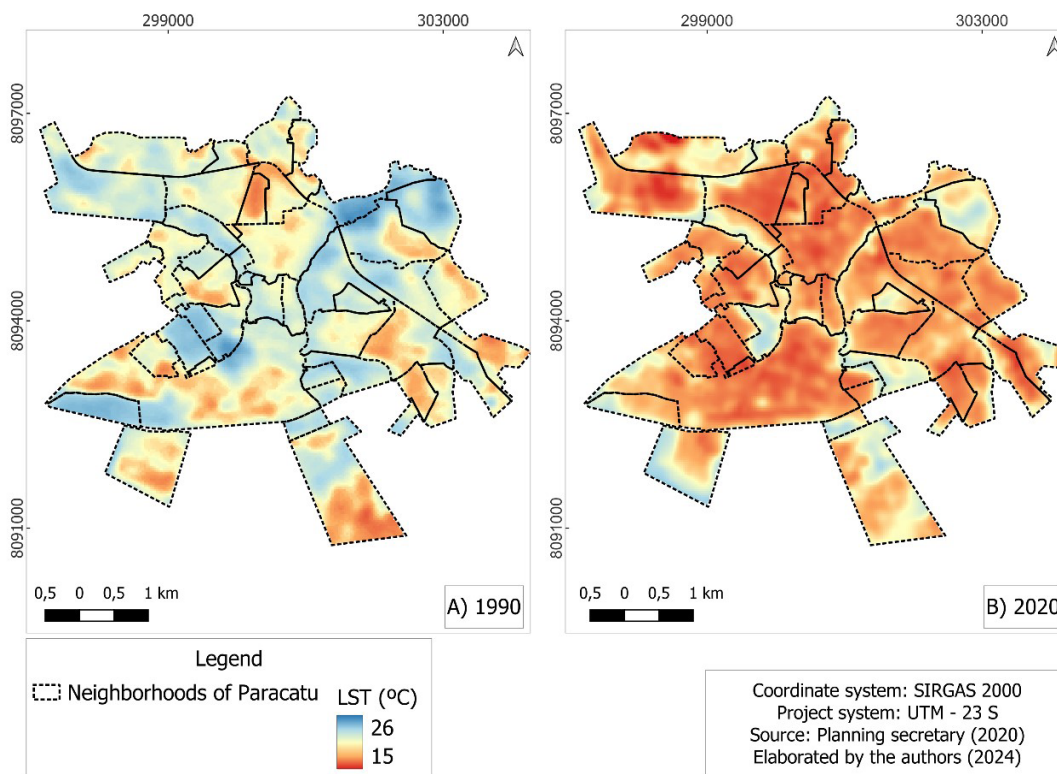 299000 303000
299000 303000
8097000
8094000
8091000
8097000
8094000
8091000
0,5 0 0,5 1 km
A) 1990
0,5 0 0,5 1 km
B) 2020
Legend
Neighborhoods of Paracatu
LST (ºC)
26
15
Coordinate system: SIRGAS 2000
Project system: UTM - 23 S
Source: Planning secretary (2020)
Elaborated by the authors (2024)